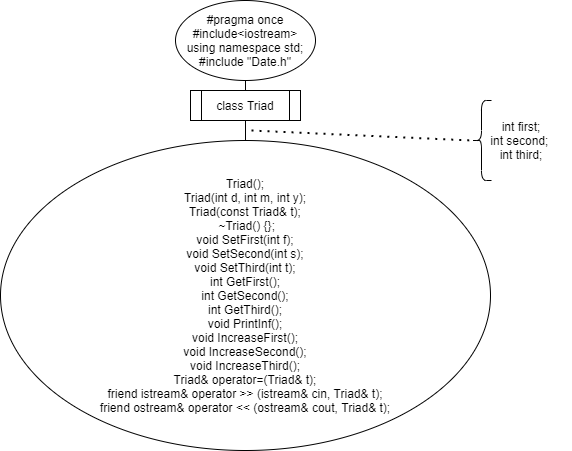 #pragma once
#include<iostream>
using namespace std;
#include "Date.h"
class Triad
int first;
int second;
int third;
Triad();
Triad(int d, int m, int y);
Triad(const Triad& t);
~Triad() {};
void SetFirst(int f);
void SetSecond(int s);
void SetThird(int t);
int GetFirst();
int GetSecond();
int GetThird();
void PrintInf();
void IncreaseFirst();
void IncreaseSecond();
void IncreaseThird();
Triad& operator=(Triad& t);
friend istream& operator >> (istream& cin, Triad& t);
friend ostream& operator << (ostream& cout, Triad& t);